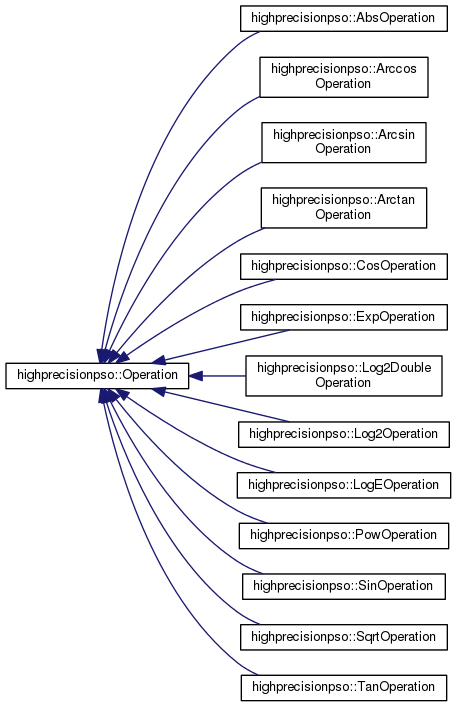 highprecisionpso::AbsOperation
highprecisionpso::Arccos
Operation
highprecisionpso::Arcsin
Operation
highprecisionpso::Arctan
Operation
highprecisionpso::CosOperation
highprecisionpso::ExpOperation
highprecisionpso::Operation
highprecisionpso::Log2Double
Operation
highprecisionpso::Log2Operation
highprecisionpso::LogEOperation
highprecisionpso::PowOperation
highprecisionpso::SinOperation
highprecisionpso::SqrtOperation
highprecisionpso::TanOperation